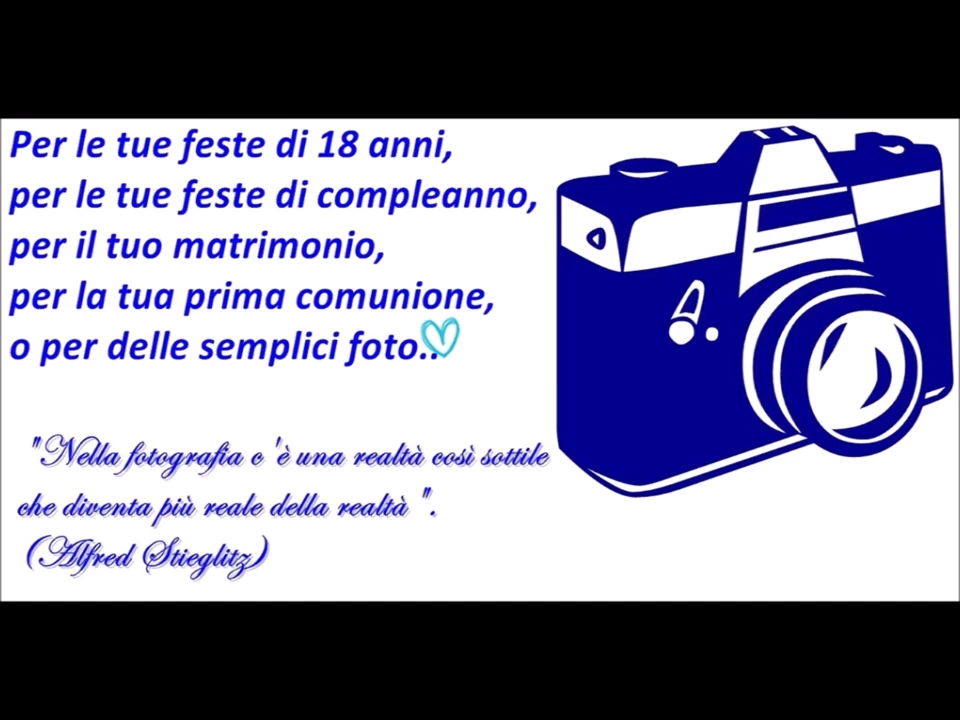 Per le tue feste di 18 anni,
per le tue feste di compleanno,
per il tuo matrimonio,
per la tua prima comunione,
o per delle semplici foto..
"Nella fotografia c'è una realtà così sottile
che diventa più reale della realtà".
(Alfred Stieglitz)